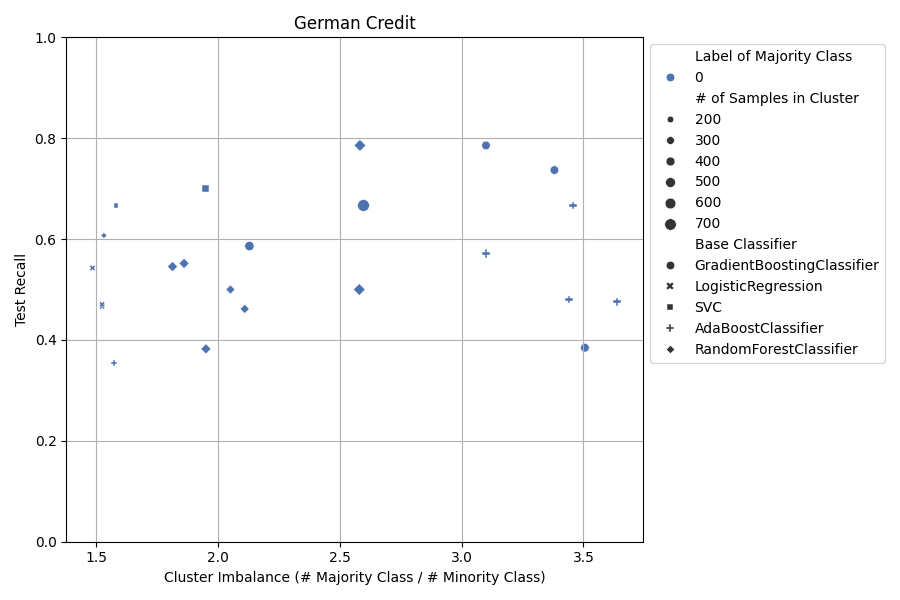 German Credit
1.0
0.8
0.6
0.4
0.2
0.0
Test Recall
1.5
2.0
2.5
3.0
3.5
Cluster Imbalance (# Majority Class / # Minority Class)
Label of Majority Class
0
# of Samples in Cluster
200
300
400
500
600
700
Base Classifier
GradientBoostingClassifier
LogisticRegression
SVC
AdaBoostClassifier
RandomForestClassifier